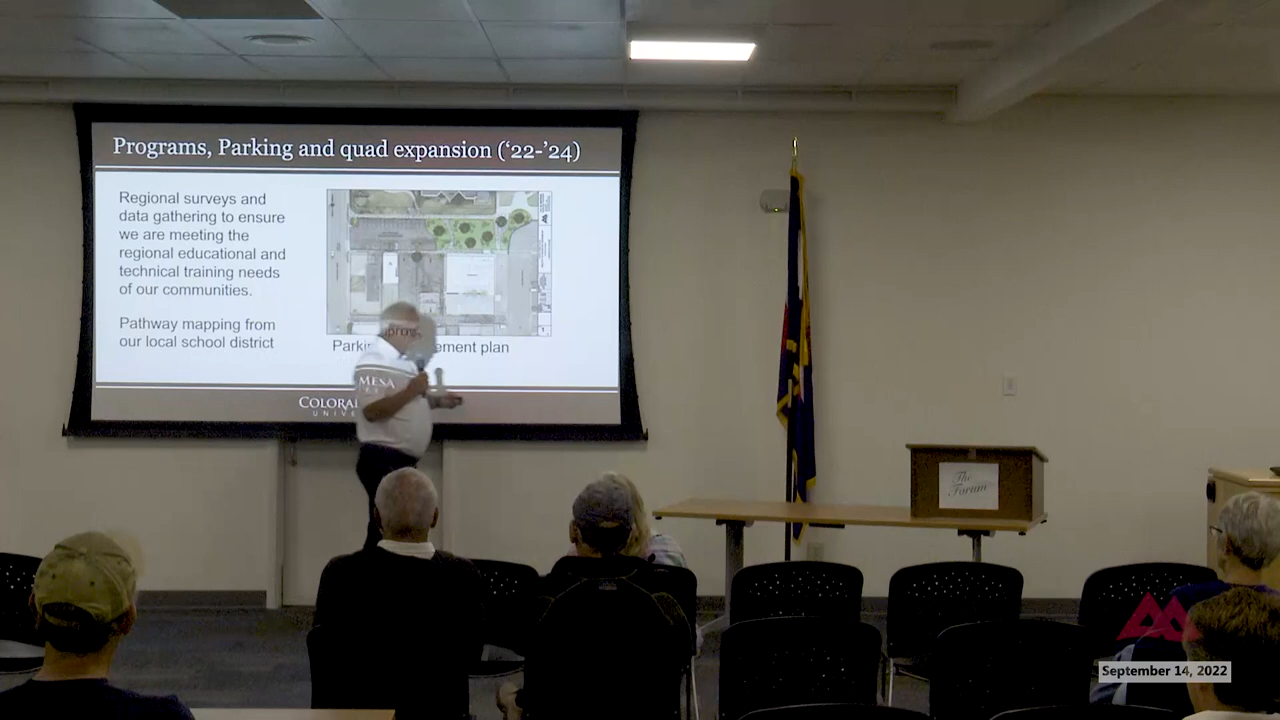 Programs, Parking and quad expansion (‘22-’24)
Regional surveys and
data gathering to ensure
we are meeting the
regional educational and
technical training needs
of our communities.
Pathway mapping from
our local school district
ement plan
MESA
COLORA
UNIVE
The
Forum
September 14, 2022